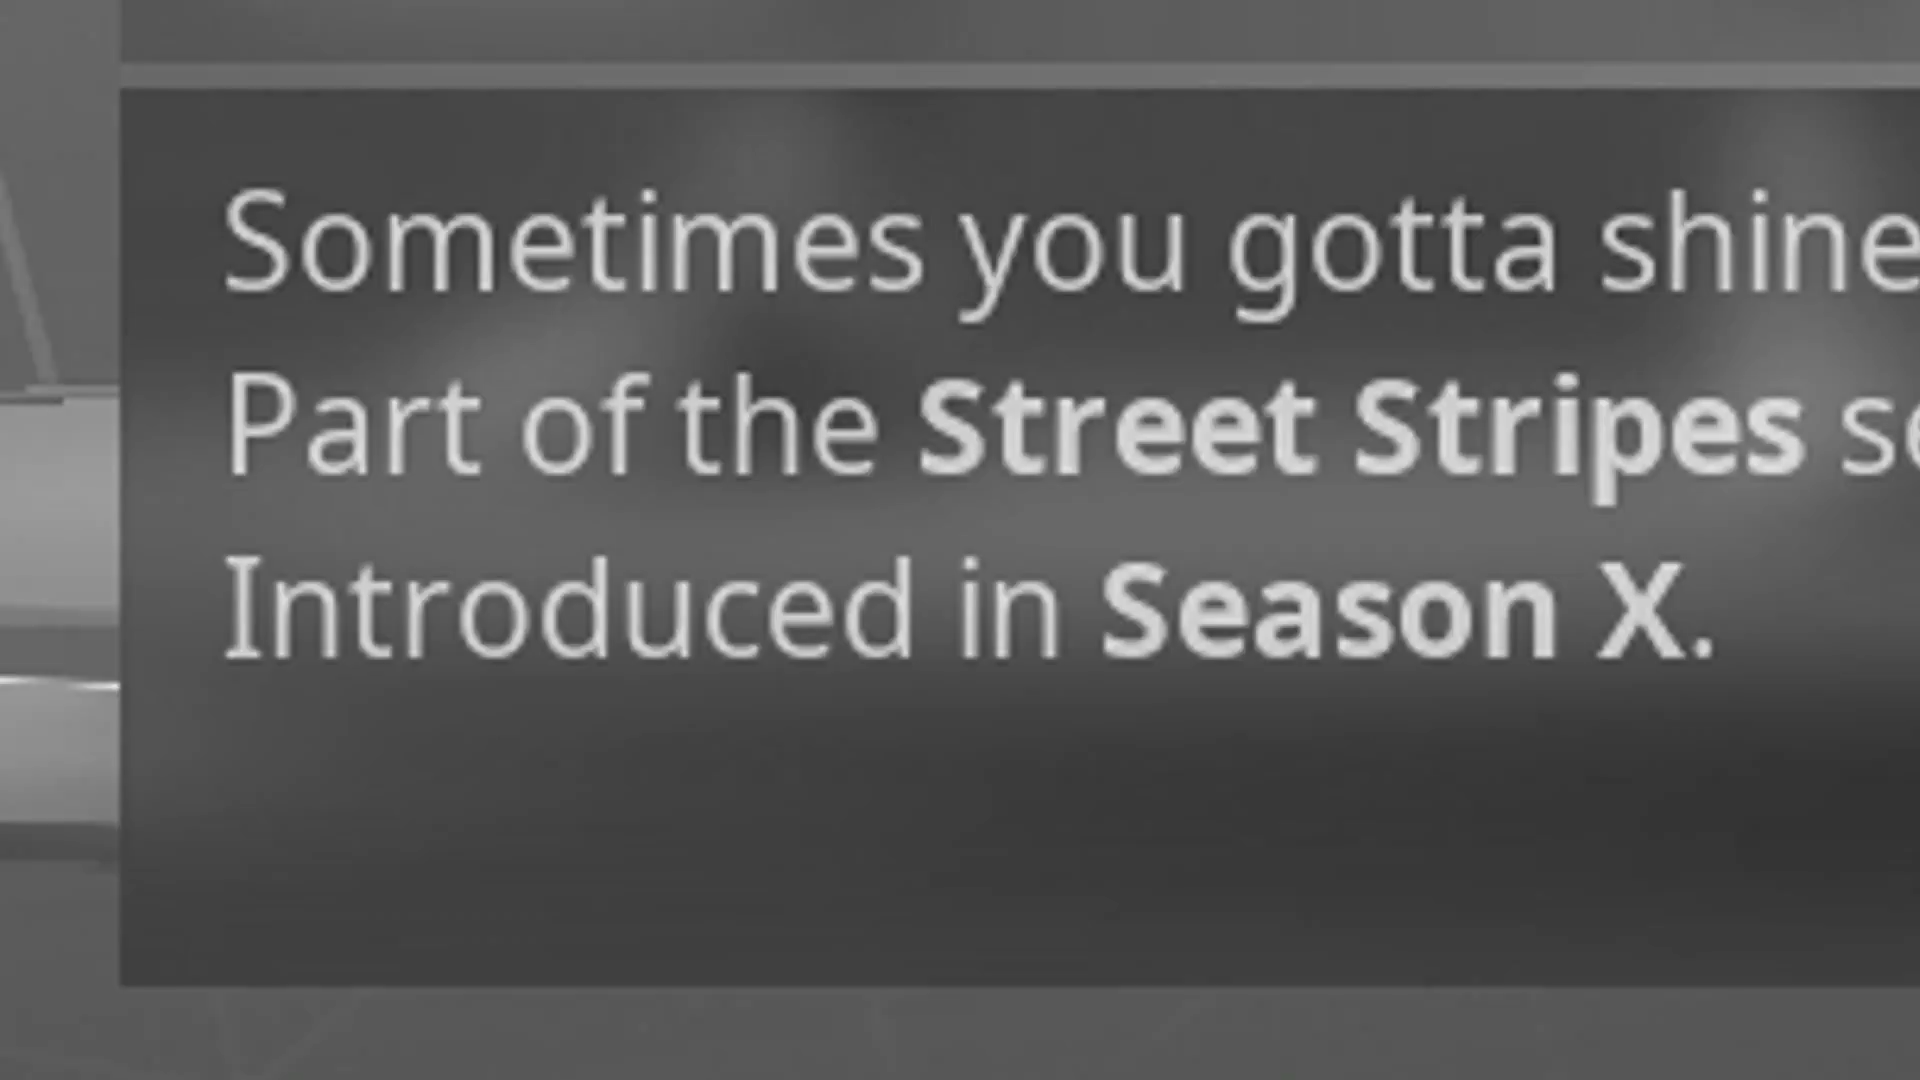 Sometimes you gotta shine
Part of the Street Stripes
Introduced in Season X.